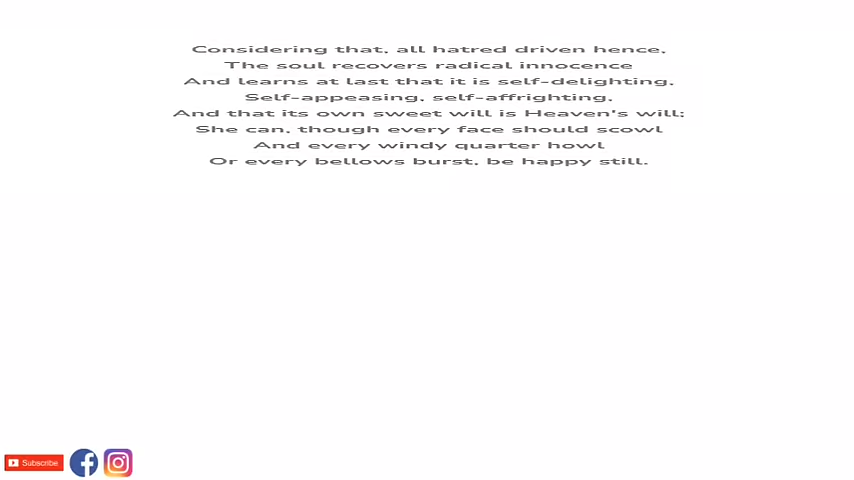 Considering that, all hatred driven hence,
The soul recovers radical innocence
And learns at last that it is self-delighting,
Self-appeasing, self-affrighting,
And that its own sweet will is Heaven's will;
She can, though every face should scowl
And every windy quarter howl
Or every bellows burst, be happy still.
Subscribe